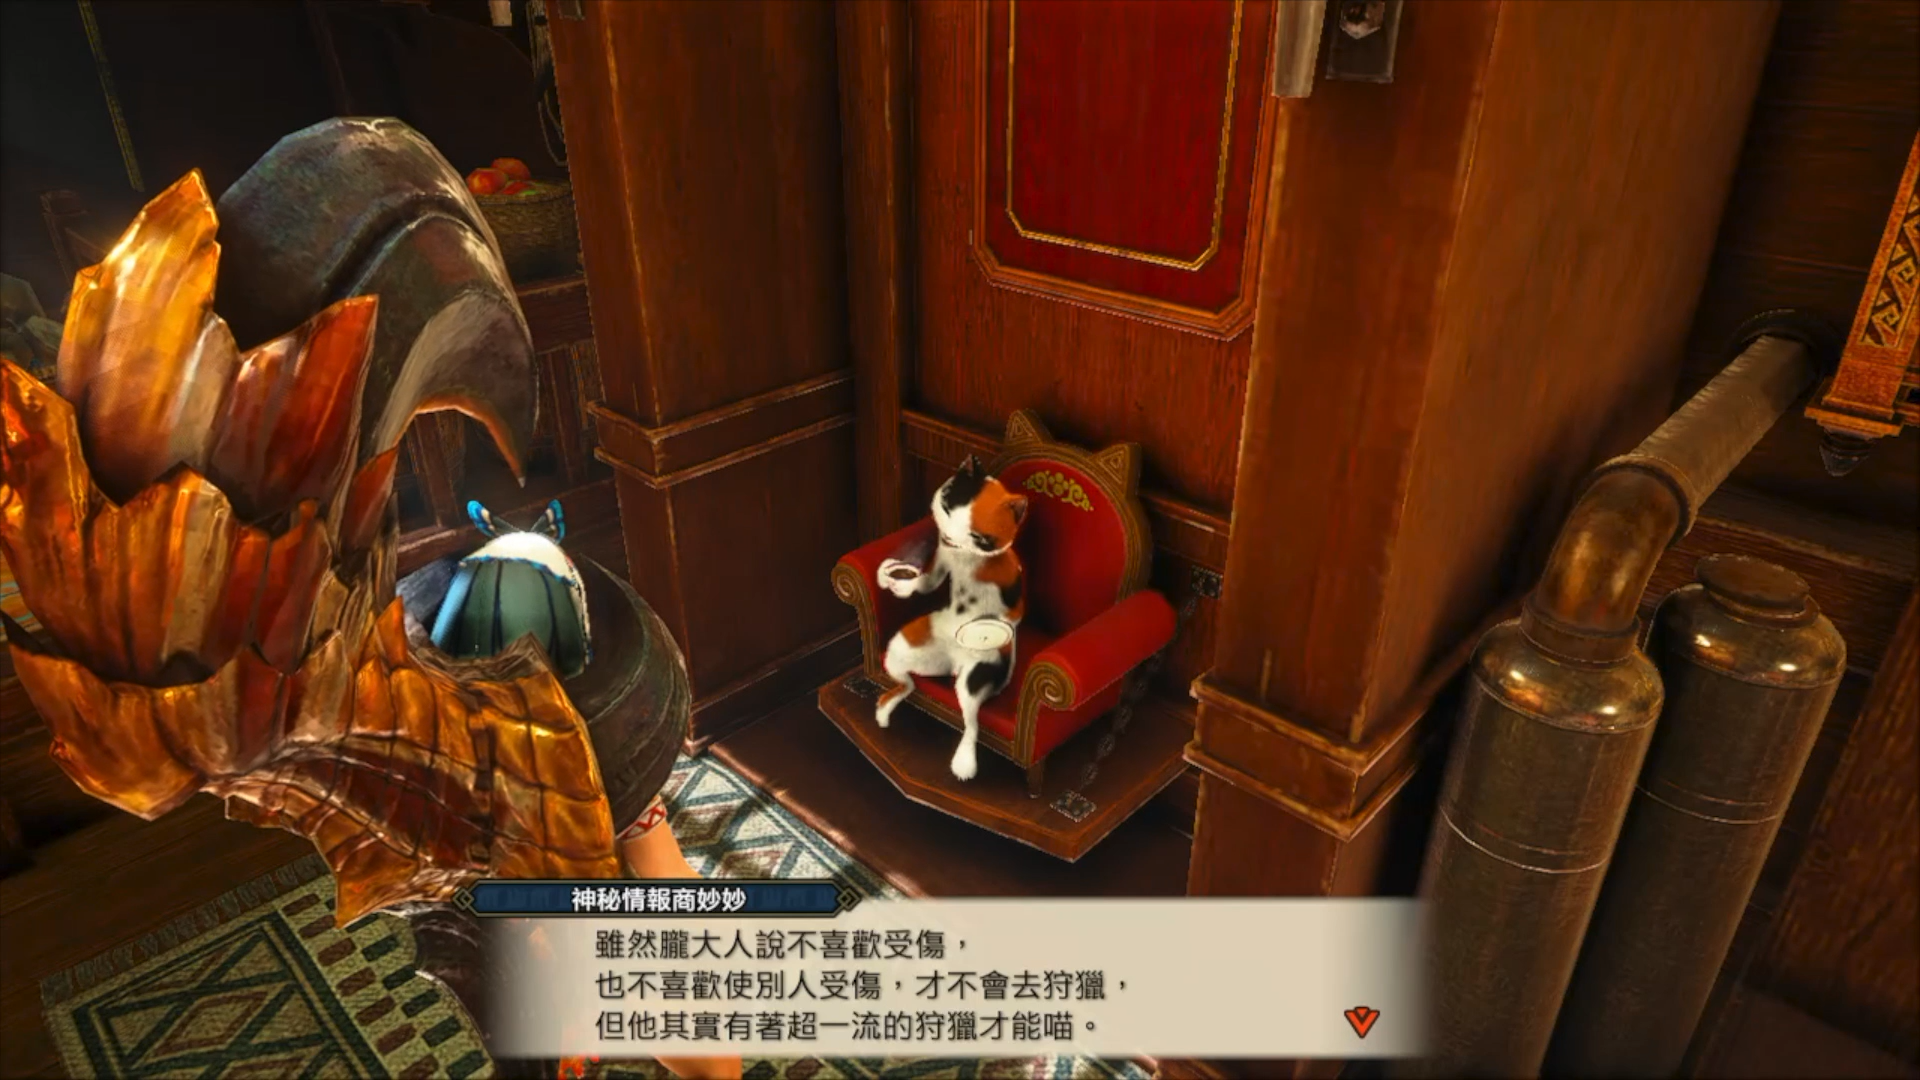 神秘情報商妙妙
雖然朧大人說不喜歡受傷，
也不喜歡使別人受傷，才不會去狩獵，
但他其實有著超一流的狩獵才能喵。